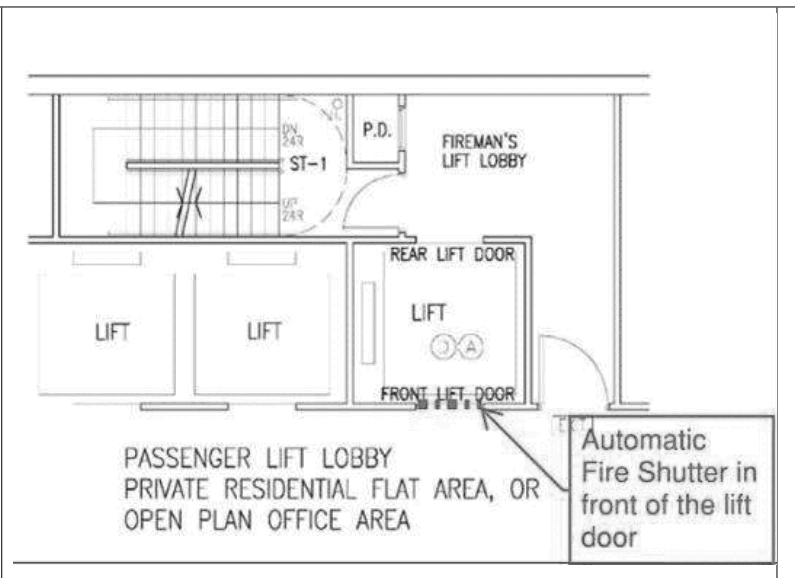 DN
24R
P.D.
ST-1
FIREMAN'S
LIFT LOBBY
UP
24R
REAR LIFT DOOR
LIFT
LIFT
LIFT
A
FRONT LIFT DOOR
PASSENGER LIFT LOBBY
PRIVATE RESIDENTIAL FLAT AREA, OR
OPEN PLAN OFFICE AREA
Automatic
Fire Shutter in
front of the lift
door